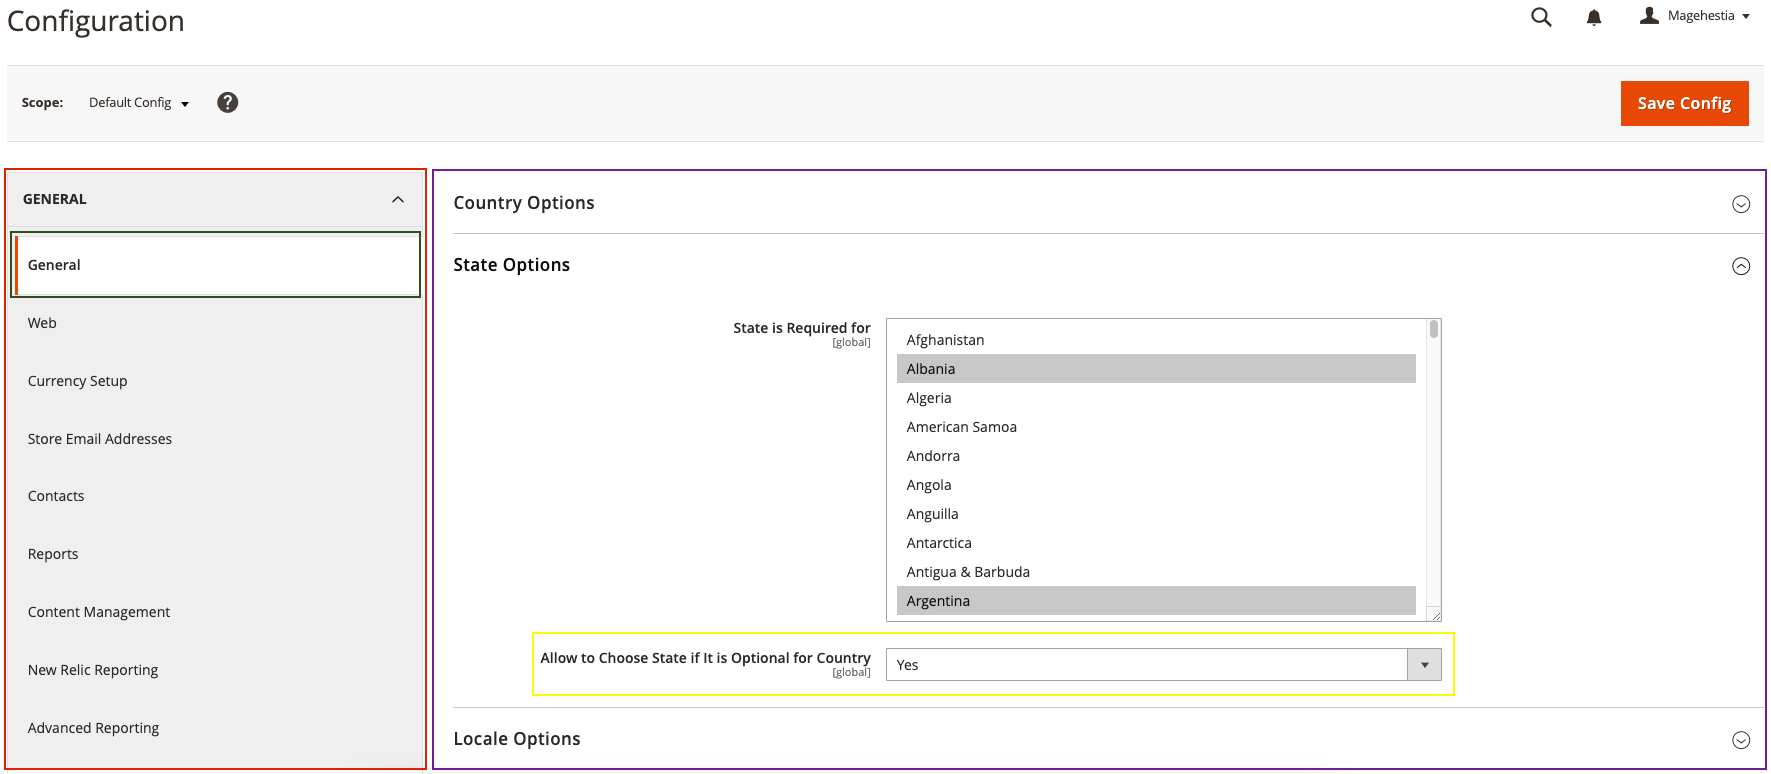 Configuration
Magehestia
Scope: Default Config ?
Save Config
GENERAL
General
Web
Currency Setup
Store Email Addresses
Contacts
Reports
Content Management
New Relic Reporting
Advanced Reporting
Country Options
State Options
State is Required for
[global]
Afghanistan
Albania
Algeria
American Samoa
Andorra
Angola
Anguilla
Antarctica
Antigua & Barbuda
Argentina
Allow to Choose State if It is Optional for Country
[global]
Yes
Locale Options